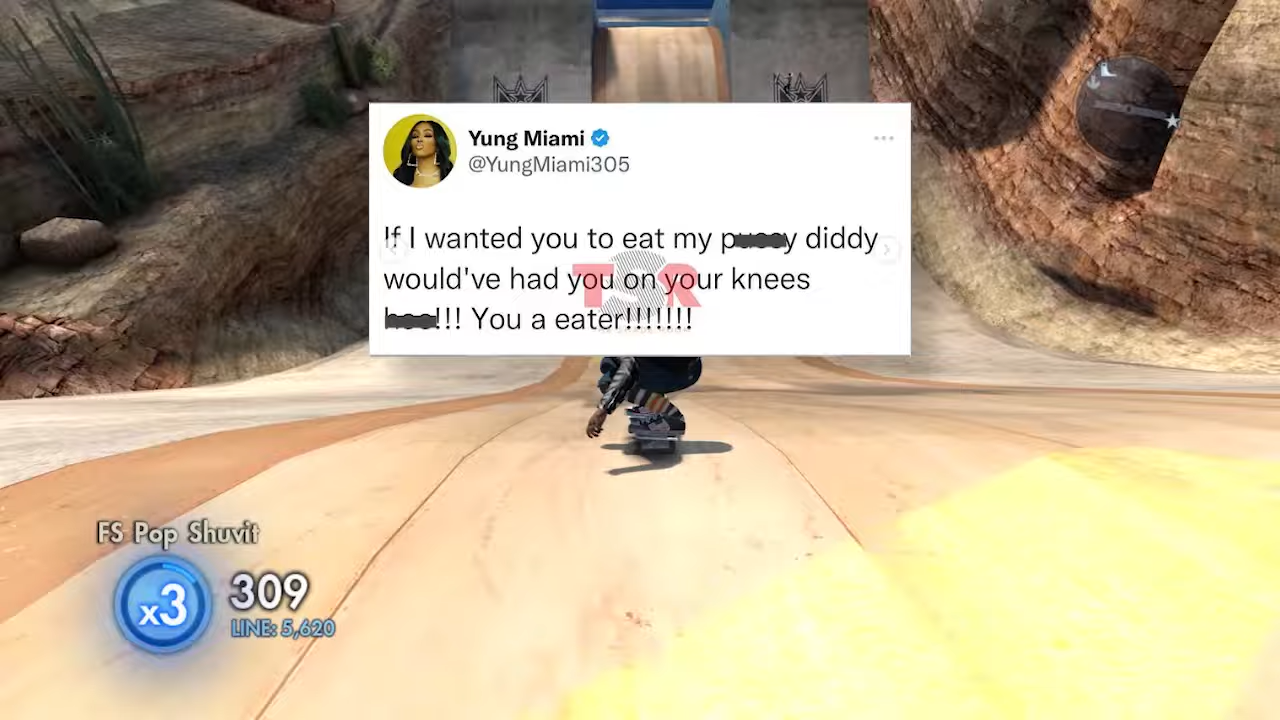 Yung Miami
@YungMiami305
If I wanted you to eat my p y diddy
would've had you on your knees
!!! You a eater!!!!!!!
TSR
FS Pop Shuvit
x3
309
LINE: 5,620